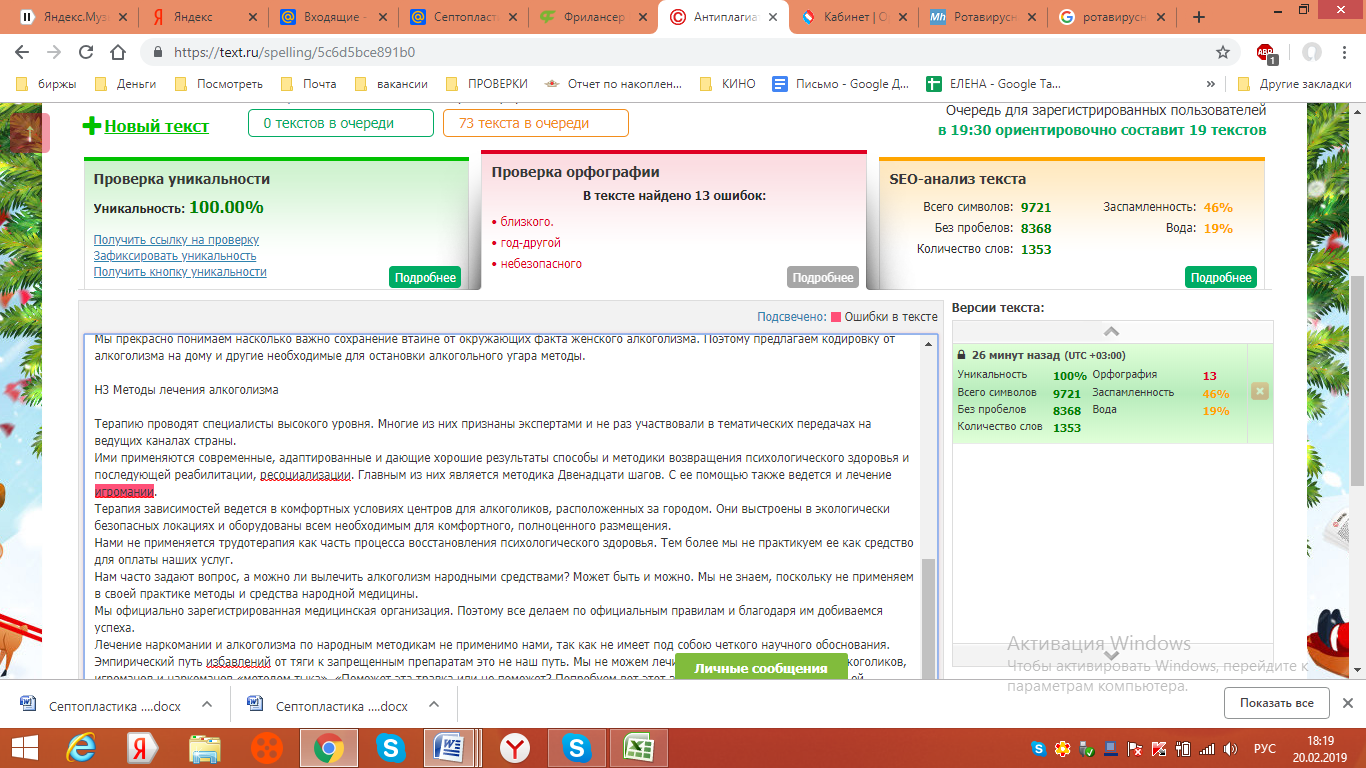 Яндекс.Муз
Яндекс
Входящие -
Септопласт
Фрилансер
Антиплагиат
Кабинет | О
Ротавирусн
ротавирусн
https://text.ru/spelling/5c6d5bce891b0
ABP
1
биржы
Деньги
Посмотреть
Почта
вакансии
ПРОВЕРКИ
Отчет по накоплен...
КИНО
Письмо - Google Д...
ЕЛЕНА - Google Та...
»
Другие закладки
Новый текст
0 текстов в очереди
73 текста в очереди
Очередь для зарегистрированных пользователей
в 19:30 ориентировочно составит 19 текстов
Проверка уникальности
Уникальность: 100.00%
Получить ссылку на проверку
Зафиксировать уникальность
Получить кнопку уникальности
Подробнее
Проверка орфографии
В тексте найдено 13 ошибок:
• близкого.
• год-другой
• небезопасного
Подробнее
SEO-анализ текста
Всего символов: 9721 Заспамленность: 46%
Без пробелов: 8368 Вода: 19%
Количество слов: 1353
Подробнее
Подсвечено: Ошибки в тексте
Мы прекрасно понимаем насколько важно сохранение втайне от окружающих факта женского алкоголизма. Поэтому предлагаем кодировку от
алкоголизма на дому и другие необходимые для остановки алкогольного угара методы.
H3 Методы лечения алкоголизма
Терапию проводят специалисты высокого уровня. Многие из них признаны экспертами и не раз участвовали в тематических передачах на
ведущих каналах страны.
Ими применяются современные, адаптированные и дающие хорошие результаты способы и методики возвращения психологического здоровья и
последующей реабилитации, ресоциализации. Главным из них является методика Двенадцати шагов. С ее помощью также ведется и лечение
игромании.
Терапия зависимостей ведется в комфортных условиях центров для алкоголиков, расположенных за городом. Они выстроены в экологически
безопасных локациях и оборудованы всем необходимым для комфортного, полноценного размещения.
Нами не применяется трудотерапия как часть процесса восстановления психологического здоровья. Тем более мы не практикуем ее как средство
для оплаты наших услуг.
Нам часто задают вопрос, а можно ли вылечить алкоголизм народными средствами? Может быть и можно. Мы не знаем, поскольку не применяем
в своей практике методы и средства народной медицины.
Мы официально зарегистрированная медицинская организация. Поэтому все делаем по официальным правилам и благодаря им добиваемся
успеха.
Лечение наркомании и алкоголизма по народным методикам не применимо нами, так как не имеет под собою четкого научного обоснования.
Эмпирический путь избавлений от тяги к запрещенным препаратам это не наш путь. Мы не можем лечи коголиков,
Версии текста:
26 минут назад (UTC +03:00)
Уникальность 100% Орфография 13
Всего символов 9721 Заспамленность 46%
Без пробелов 8368 Вода 19%
Количество слов 1353
Личные сообщения
Активация Windows
Чтобы активировать Windows, перейдите к
параметрам компьютера.
Септопластика ....docx
Септопластика ....docx
Показать все
РУС
18:19
20.02.2019